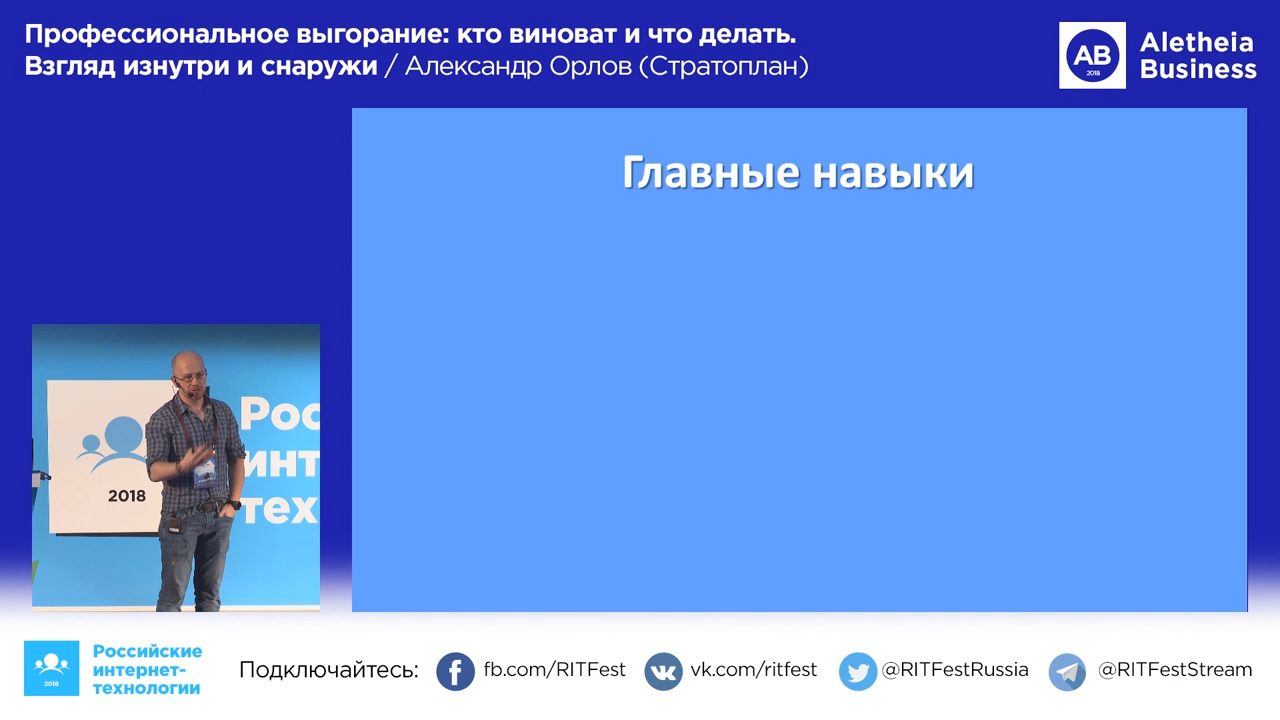 Профессиональное выгорание: кто виноват и что делать.
Взгляд изнутри и снаружи / Александр Орлов (Стратоплан)
AB
2018
Aletheia
Business
Главные навыки
2018
Рос
инт
тех
2018
Российские
интернет-
технологии
Подключайтесь:
fb.com/RITFest
vk.com/ritfest
@RITFestRussia
@RITFestStream